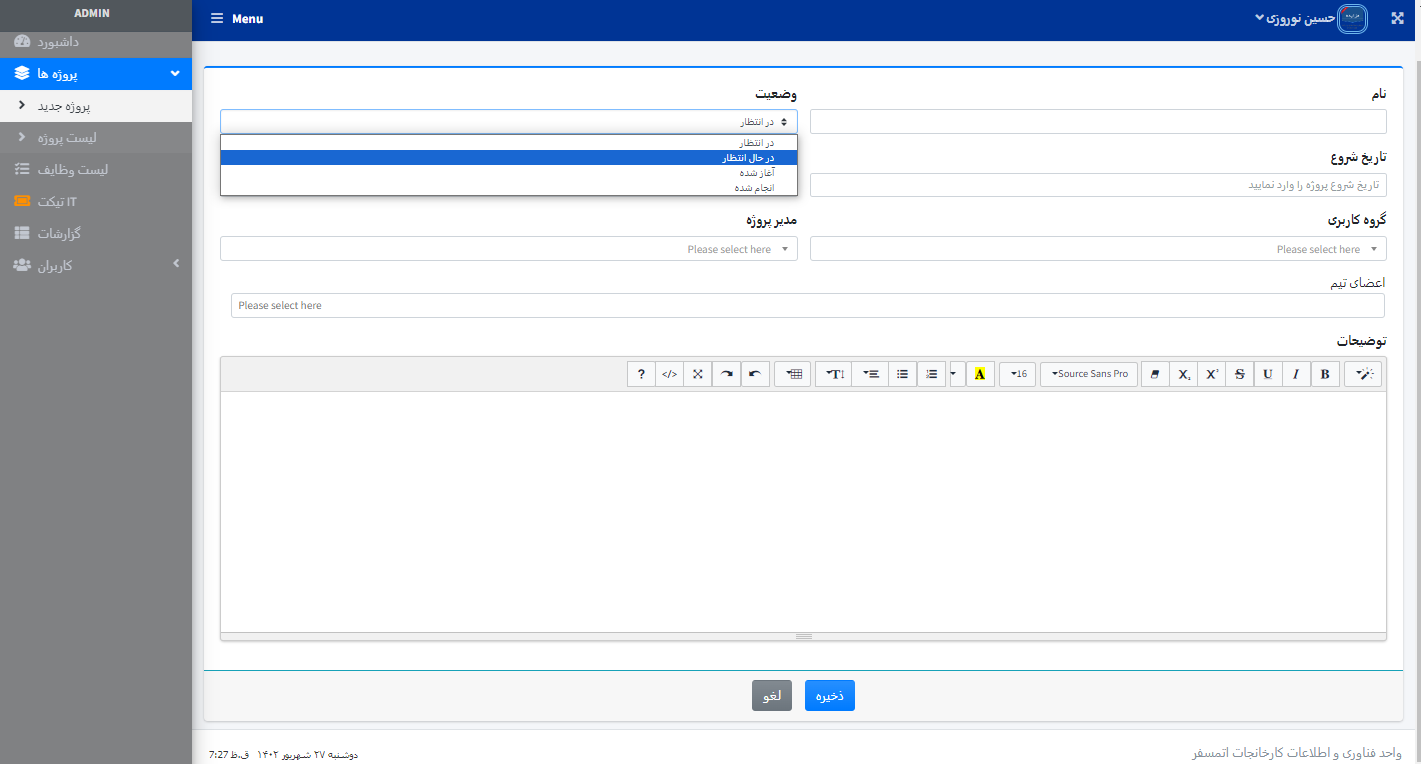 ADMIN
داشبورد
پروژه ها
پروژه جدید
لیست پروژه
لیست وظایف
تیکت IT
گزارشات
کاربران
Menu
حسین نوروزی
نام
وضعیت
در انتظار
در انتظار
در حال انتظار
آغاز شده
انجام شده
تاریخ شروع
تاریخ شروع پروژه را وارد نمایید
گروه کاربری
مدیر پروژه
Please select here
Please select here
اعضای تیم
Please select here
توضیحات
? </> T 16 Source Sans Pro A X₂ X² S U I B
ذخیره
لغو
واحد فناوری و اطلاعات کارخانجات اتمسفر
دوشنبه ۲۷ شهریور ۱۴۰۲ ق.ظ 7:27